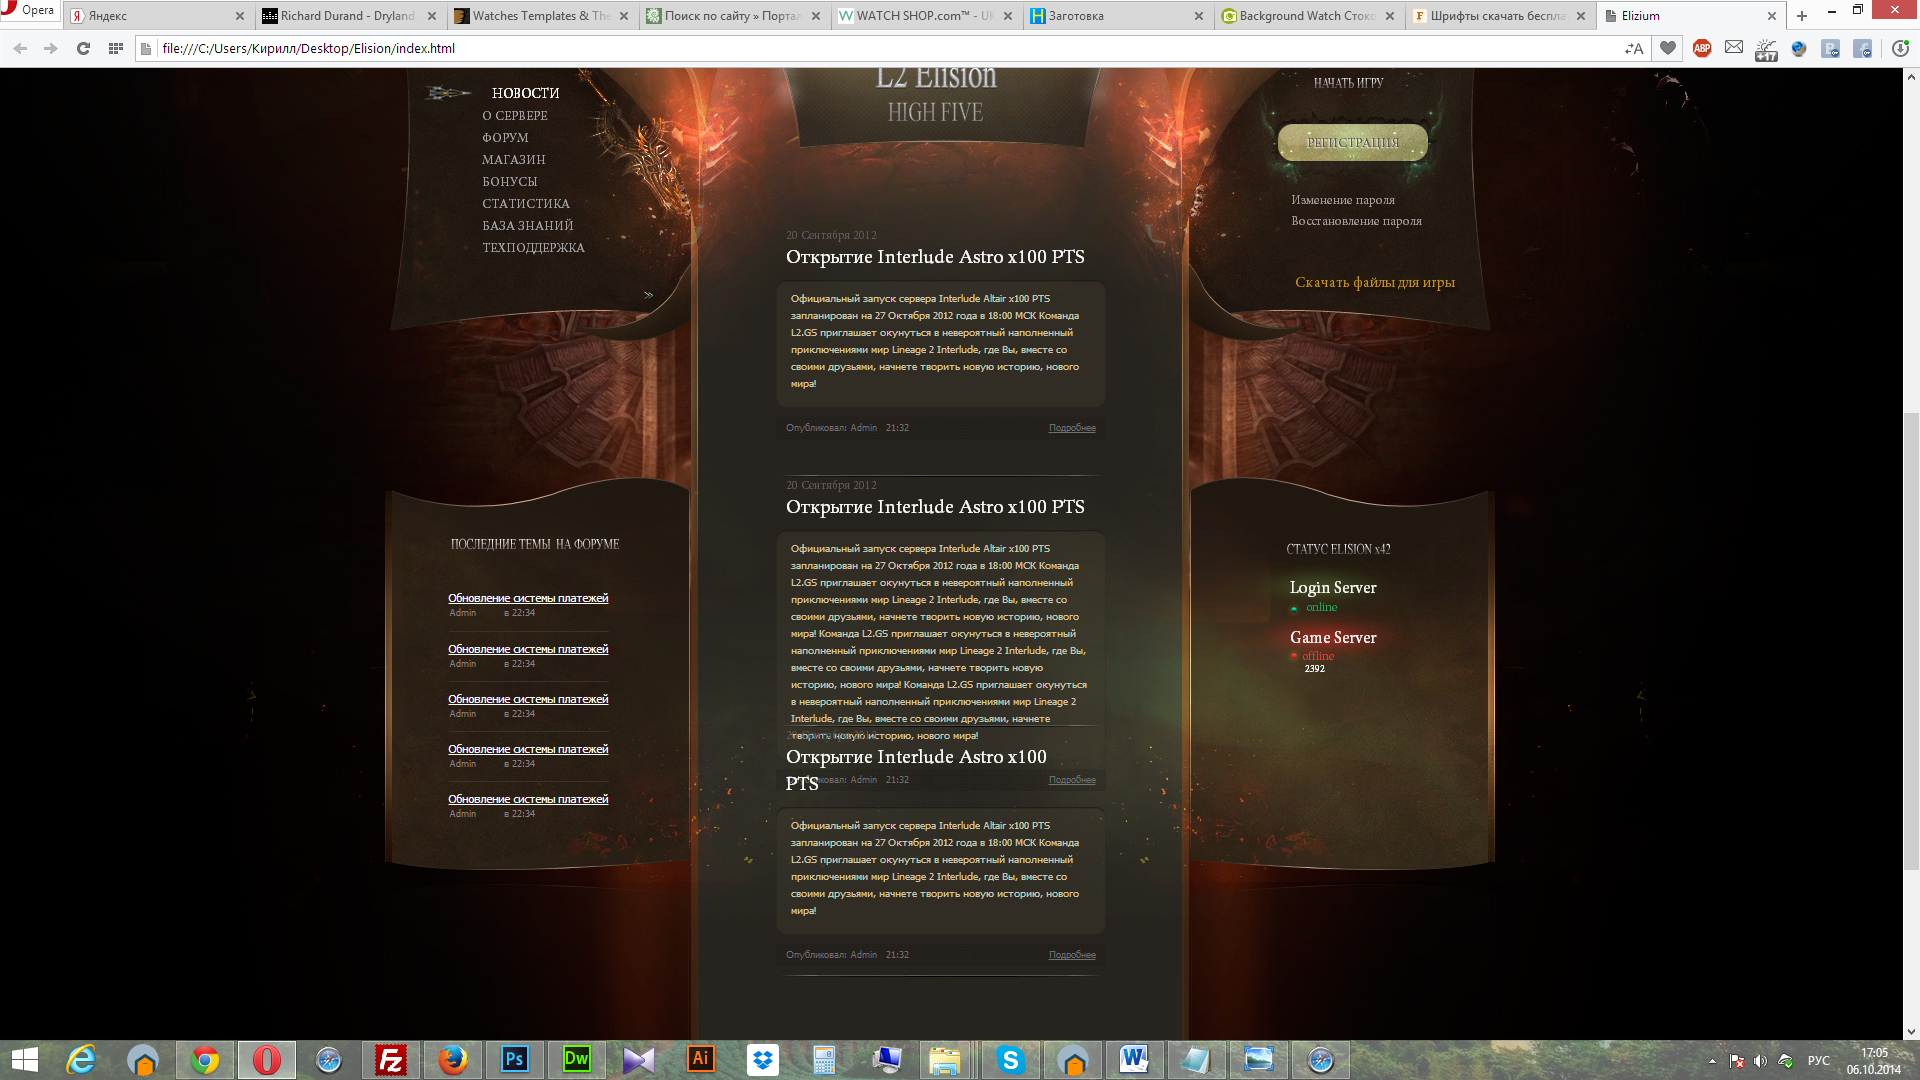 Opera
Яндекс
Richard Durand - Dryland
Watches Templates & The
Поиск по сайту » Портал
WATCH SHOP.com™ - UK
Заготовка
Background Watch Стоко
Шрифты скачать беспла
Elizium
file:///C:/Users/Кирилл/Desktop/Elision/index.html
ABP
+17
НОВОСТИ
О СЕРВЕРЕ
ФОРУМ
МАГАЗИН
БОНУСЫ
СТАТИСТИКА
БАЗА ЗНАНИЙ
ТЕХПОДДЕРЖКА
L2 Elision
HIGH FIVE
НАЧАТЬ ИГРУ
РЕГИСТРАЦИЯ
Изменение пароля
Восстановление пароля
Скачать файлы для игры
20 Сентября 2012
Открытие Interlude Astro x100 PTS
Официальный запуск сервера Interlude Altair x100 PTS
запланирован на 27 Октября 2012 года в 18:00 МСК Команда
L2.GS приглашает окунуться в невероятный наполненный
приключениями мир Lineage 2 Interlude, где Вы, вместе со
своими друзьями, начнете творить новую историю, нового
мира!
Опубликовал: Admin 21:32
Подробнее
20 Сентября 2012
Открытие Interlude Astro x100 PTS
Официальный запуск сервера Interlude Altair x100 PTS
запланирован на 27 Октября 2012 года в 18:00 МСК Команда
L2.GS приглашает окунуться в невероятный наполненный
приключениями мир Lineage 2 Interlude, где Вы, вместе со
своими друзьями, начнете творить новую историю, нового
мира! Команда L2.GS приглашает окунуться в невероятный
наполненный приключениями мир Lineage 2 Interlude, где Вы,
вместе со своими друзьями, начнете творить новую
историю, нового мира! Команда L2.GS приглашает окунуться
в невероятный наполненный приключениями мир Lineage 2
Interlude, где Вы, вместе со своими друзьями, начнете
творить новую историю, нового мира!
Admin 21:32
Подробнее
Открытие Interlude Astro x100
PTS
Официальный запуск сервера Interlude Altair x100 PTS
запланирован на 27 Октября 2012 года в 18:00 МСК Команда
L2.GS приглашает окунуться в невероятный наполненный
приключениями мир Lineage 2 Interlude, где Вы, вместе со
своими друзьями, начнете творить новую историю, нового
мира!
Опубликовал: Admin 21:32
Подробнее
ПОСЛЕДНИЕ ТЕМЫ НА ФОРУМЕ
Обновление системы платежей
Admin в 22:34
Обновление системы платежей
Admin в 22:34
Обновление системы платежей
Admin в 22:34
Обновление системы платежей
Admin в 22:34
Обновление системы платежей
Admin в 22:34
СТАТУС ELISION x42
Login Server
online
Game Server
offline
2392
Ps
Dw
Ai
РУС
17:05
06.10.2014